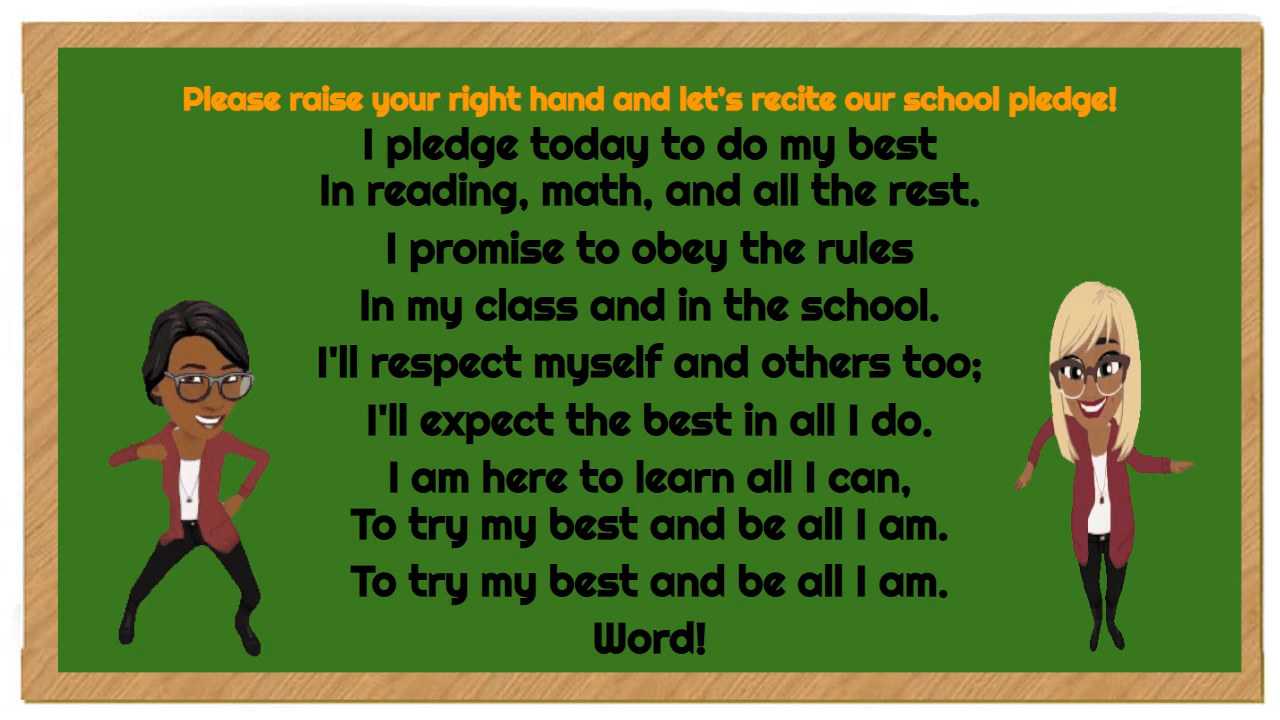 Please raise your right hand and let's recite our school pledge!
I pledge today to do my best
In reading, math, and all the rest.
I promise to obey the rules
In my class and in the school.
I'll respect myself and others too;
I'll expect the best in all I do.
I am here to learn all I can,
To try my best and be all I am.
To try my best and be all I am.
Word!